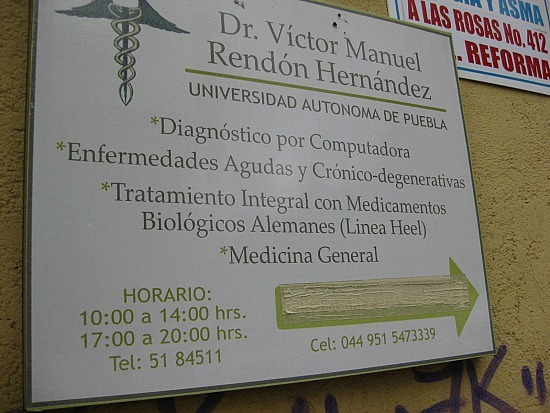 Dr. Víctor Manuel
Rendón Hernández
UNIVERSIDAD AUTONOMA DE PUEBLA
*Diagnóstico por Computadora
*Enfermedades Agudas y Crónico-degenerativas
*Tratamiento Integral con Medicamentos
Biológicos Alemanes (Linea Heel)
*Medicina General
HORARIO:
10:00 a 14:00 hrs.
17:00 a 20:00 hrs.
Tel: 51 84511
Cel: 044 951 5473339
Y ASMA
A LAS ROSAS No. 412
. REFORMA